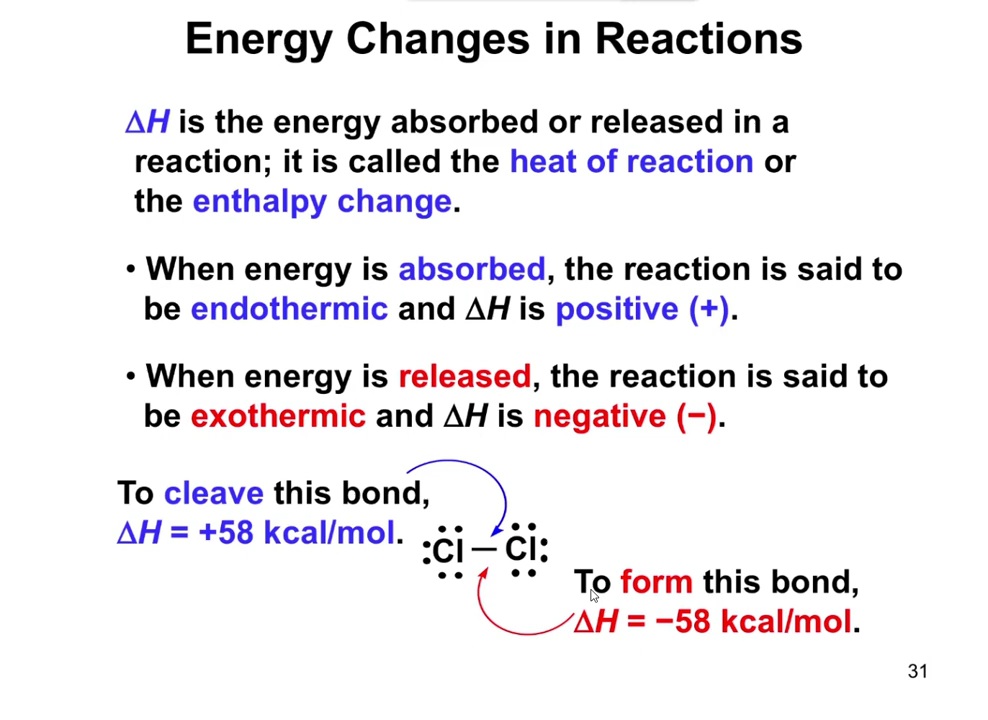 Energy Changes in Reactions
ΔH is the energy absorbed or released in a
reaction; it is called the heat of reaction or
the enthalpy change.
• When energy is absorbed, the reaction is said to
be endothermic and ΔH is positive (+).
• When energy is released, the reaction is said to
be exothermic and ΔH is negative (−).
To cleave this bond,
ΔH = +58 kcal/mol.
:Cl — Cl:
To form this bond,
ΔH = −58 kcal/mol.
31